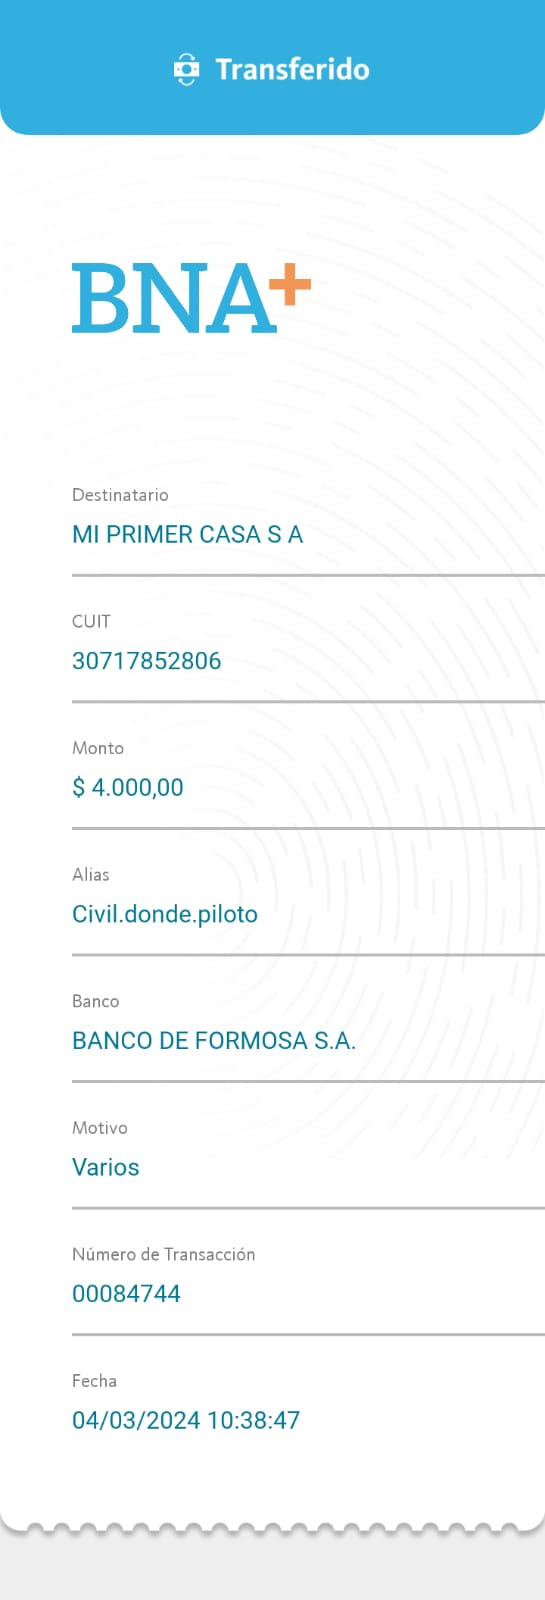 Transferido
BNA+
Destinatario
MI PRIMER CASA S A
CUIT
30717852806
Monto
$ 4.000,00
Alias
Civil.donde.piloto
Banco
BANCO DE FORMOSA S.A.
Motivo
Varios
Número de Transacción
00084744
Fecha
04/03/2024 10:38:47